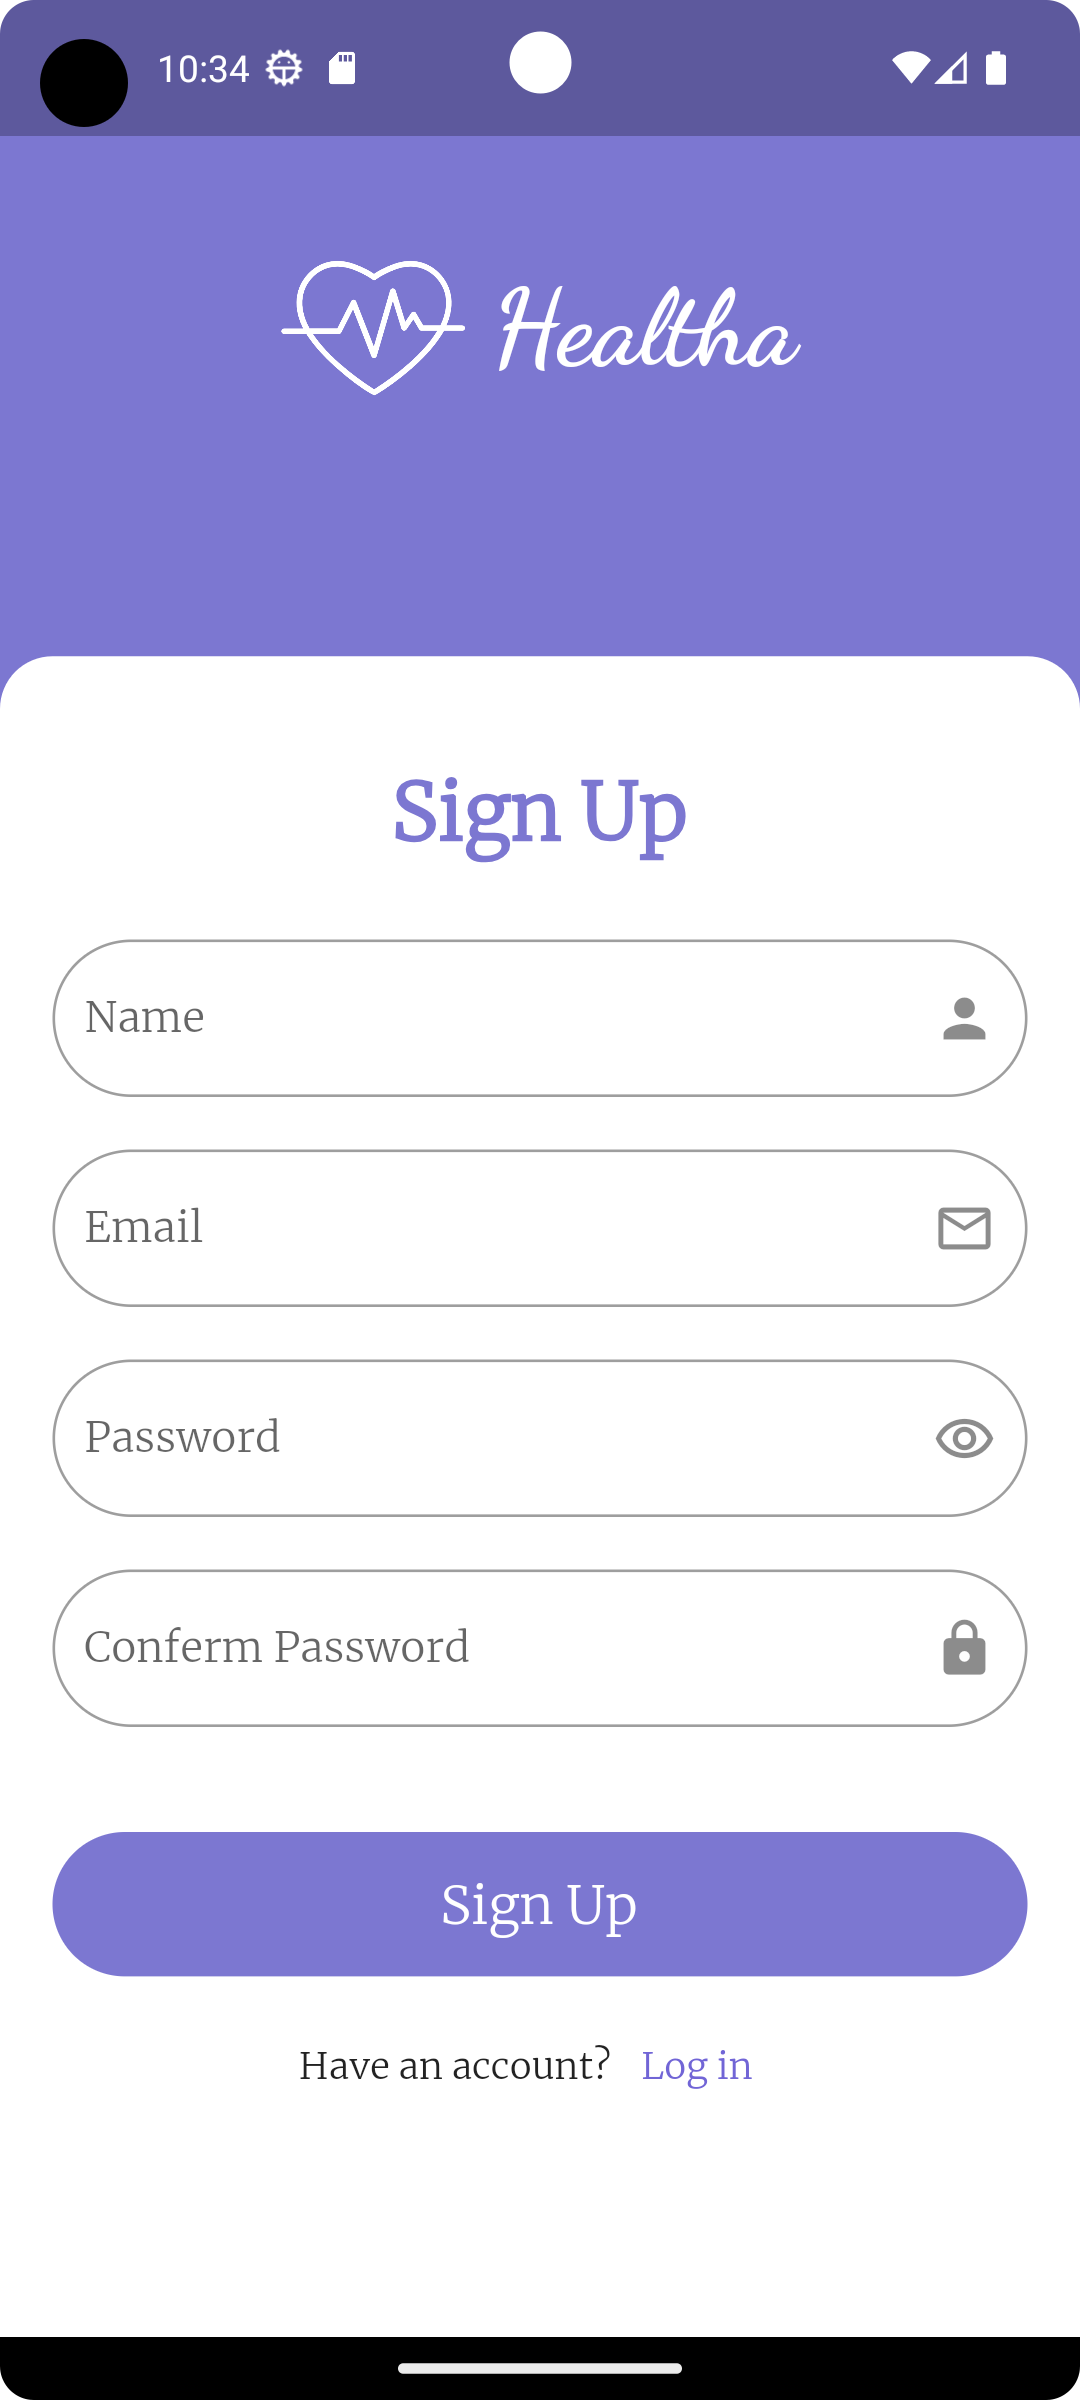 10:34
Healtha
Sign Up
Name
Email
Password
Conferm Password
Sign Up
Have an account? Log in